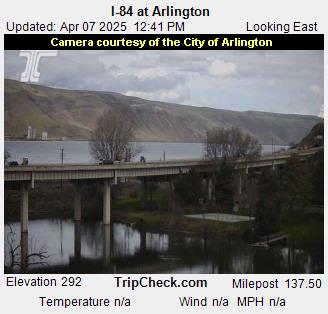 I-84 at Arlington
Updated: Apr 07 2025 12:41 PM Looking East
Camera courtesy of the City of Arlington
Elevation 292 TripCheck.com Milepost 137.50
Temperature n/a Wind n/a MPH n/a